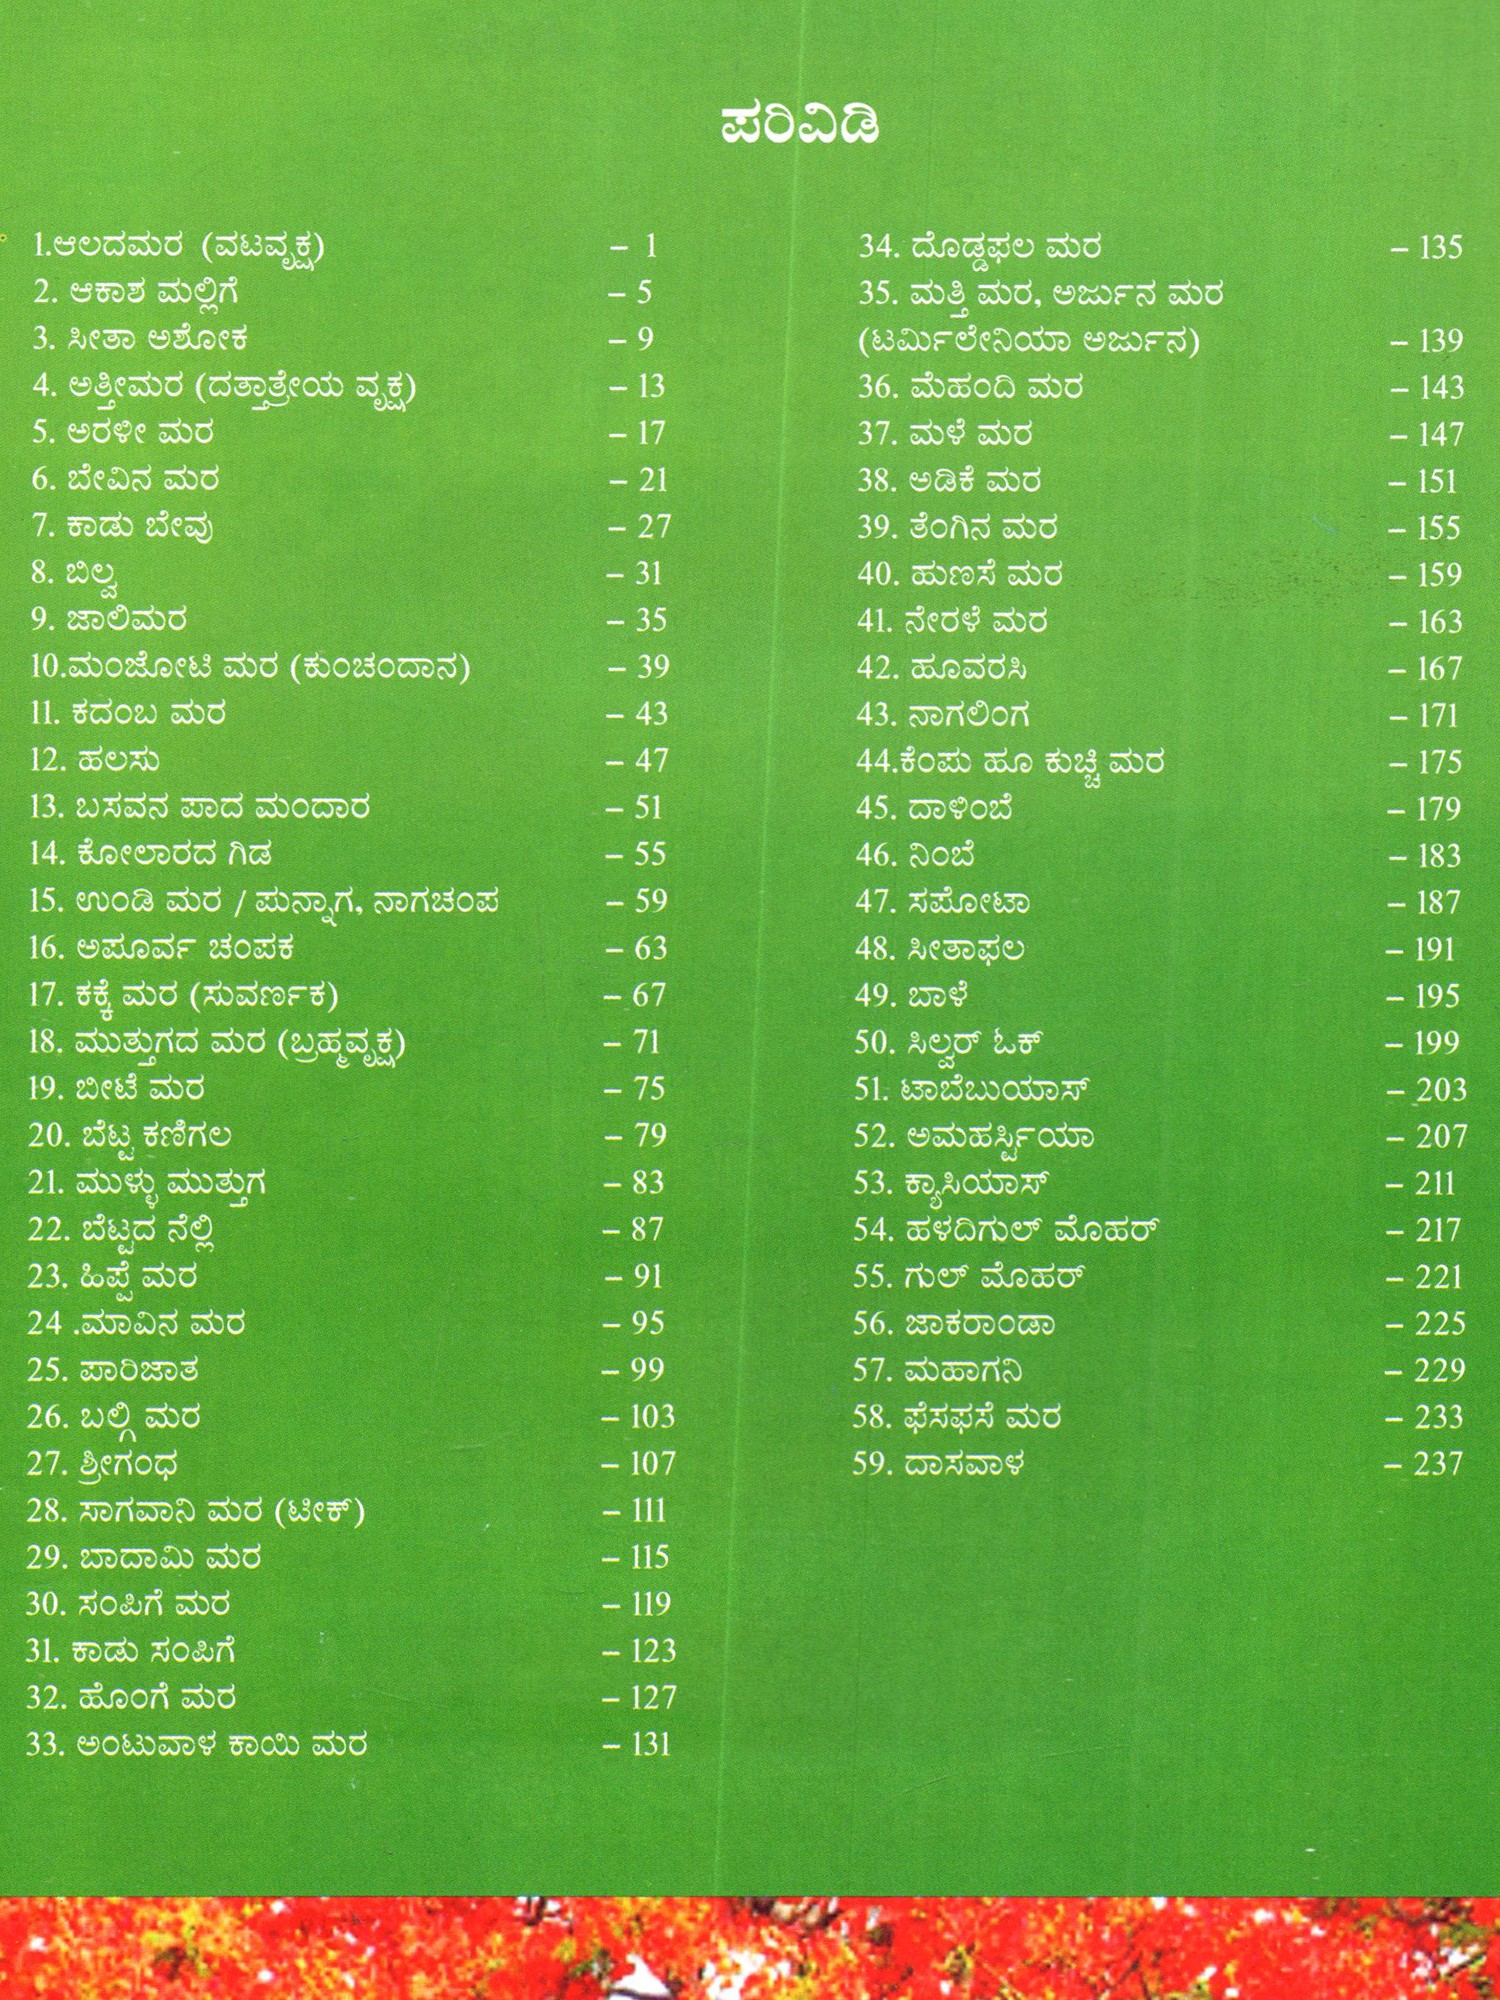 ಪರಿವಿಡಿ
1.ಆಲದಮರ (ವಟವೃಕ್ಷ) – 1
2. ಆಕಾಶ ಮಲ್ಲಿಗೆ – 5
3. ಸೀತಾ ಅಶೋಕ – 9
4. ಅತ್ತೀಮರ (ದತ್ತಾತ್ರೇಯ ವೃಕ್ಷ) – 13
5. ಅರಳೀ ಮರ – 17
6. ಬೇವಿನ ಮರ – 21
7. ಕಾಡು ಬೇವು – 27
8. ಬಿಲ್ವ – 31
9. ಜಾಲಿಮರ – 35
10.ಮಂಜೋಟಿ ಮರ (ಕುಂಚಂದಾನ) – 39
11. ಕದಂಬ ಮರ – 43
12. ಹಲಸು – 47
13. ಬಸವನ ಪಾದ ಮಂದಾರ – 51
14. ಕೋಲಾರದ ಗಿಡ – 55
15. ಉಂಡಿ ಮರ / ಪುನ್ನಾಗ, ನಾಗಚಂಪ – 59
16. ಅಪೂರ್ವ ಚಂಪಕ – 63
17. ಕಕ್ಕೆ ಮರ (ಸುವರ್ಣಕ) – 67
18. ಮುತ್ತುಗದ ಮರ (ಬ್ರಹ್ಮವೃಕ್ಷ) – 71
19. ಬೀಟೆ ಮರ – 75
20. ಬೆಟ್ಟ ಕಣಿಗಲ – 79
21. ಮುಳ್ಳು ಮುತ್ತುಗ – 83
22. ಬೆಟ್ಟದ ನೆಲ್ಲಿ – 87
23. ಹಿಪ್ಪೆ ಮರ – 91
24 .ಮಾವಿನ ಮರ – 95
25. ಪಾರಿಜಾತ – 99
26. ಬಲ್ಗಿ ಮರ – 103
27. ಶ್ರೀಗಂಧ – 107
28. ಸಾಗವಾನಿ ಮರ (ಟೀಕ್) – 111
29. ಬಾದಾಮಿ ಮರ – 115
30. ಸಂಪಿಗೆ ಮರ – 119
31. ಕಾಡು ಸಂಪಿಗೆ – 123
32. ಹೊಂಗೆ ಮರ – 127
33. ಅಂಟುವಾಳ ಕಾಯಿ ಮರ – 131
34. ದೊಡ್ಡಫಲ ಮರ – 135
35. ಮತ್ತಿ ಮರ, ಅರ್ಜುನ ಮರ
(ಟರ್ಮಿಲೇನಿಯಾ ಅರ್ಜುನ) – 139
36. ಮೆಹಂದಿ ಮರ – 143
37. ಮಳೆ ಮರ – 147
38. ಅಡಿಕೆ ಮರ – 151
39. ತೆಂಗಿನ ಮರ – 155
40. ಹುಣಸೆ ಮರ – 159
41. ನೇರಳೆ ಮರ – 163
42. ಹೂವರಸಿ – 167
43. ನಾಗಲಿಂಗ – 171
44.ಕೆಂಪು ಹೂ ಕುಚ್ಚಿ ಮರ – 175
45. ದಾಳಿಂಬೆ – 179
46. ನಿಂಬೆ – 183
47. ಸಪೋಟಾ – 187
48. ಸೀತಾಫಲ – 191
49. ಬಾಳೆ – 195
50. ಸಿಲ್ವರ್ ಓಕ್ – 199
51. ಟಾಬೆಬುಯಾಸ್ – 203
52. ಅಮಹರ್ಸ್ಟಿಯಾ – 207
53. ಕ್ಯಾಸಿಯಾಸ್ – 211
54. ಹಳದಿಗುಲ್ ಮೊಹರ್ – 217
55. ಗುಲ್ ಮೊಹರ್ – 221
56. ಜಾಕರಾಂಡಾ – 225
57. ಮಹಾಗನಿ – 229
58. ಫೆಸಫಸೆ ಮರ – 233
59. ದಾಸವಾಳ – 237